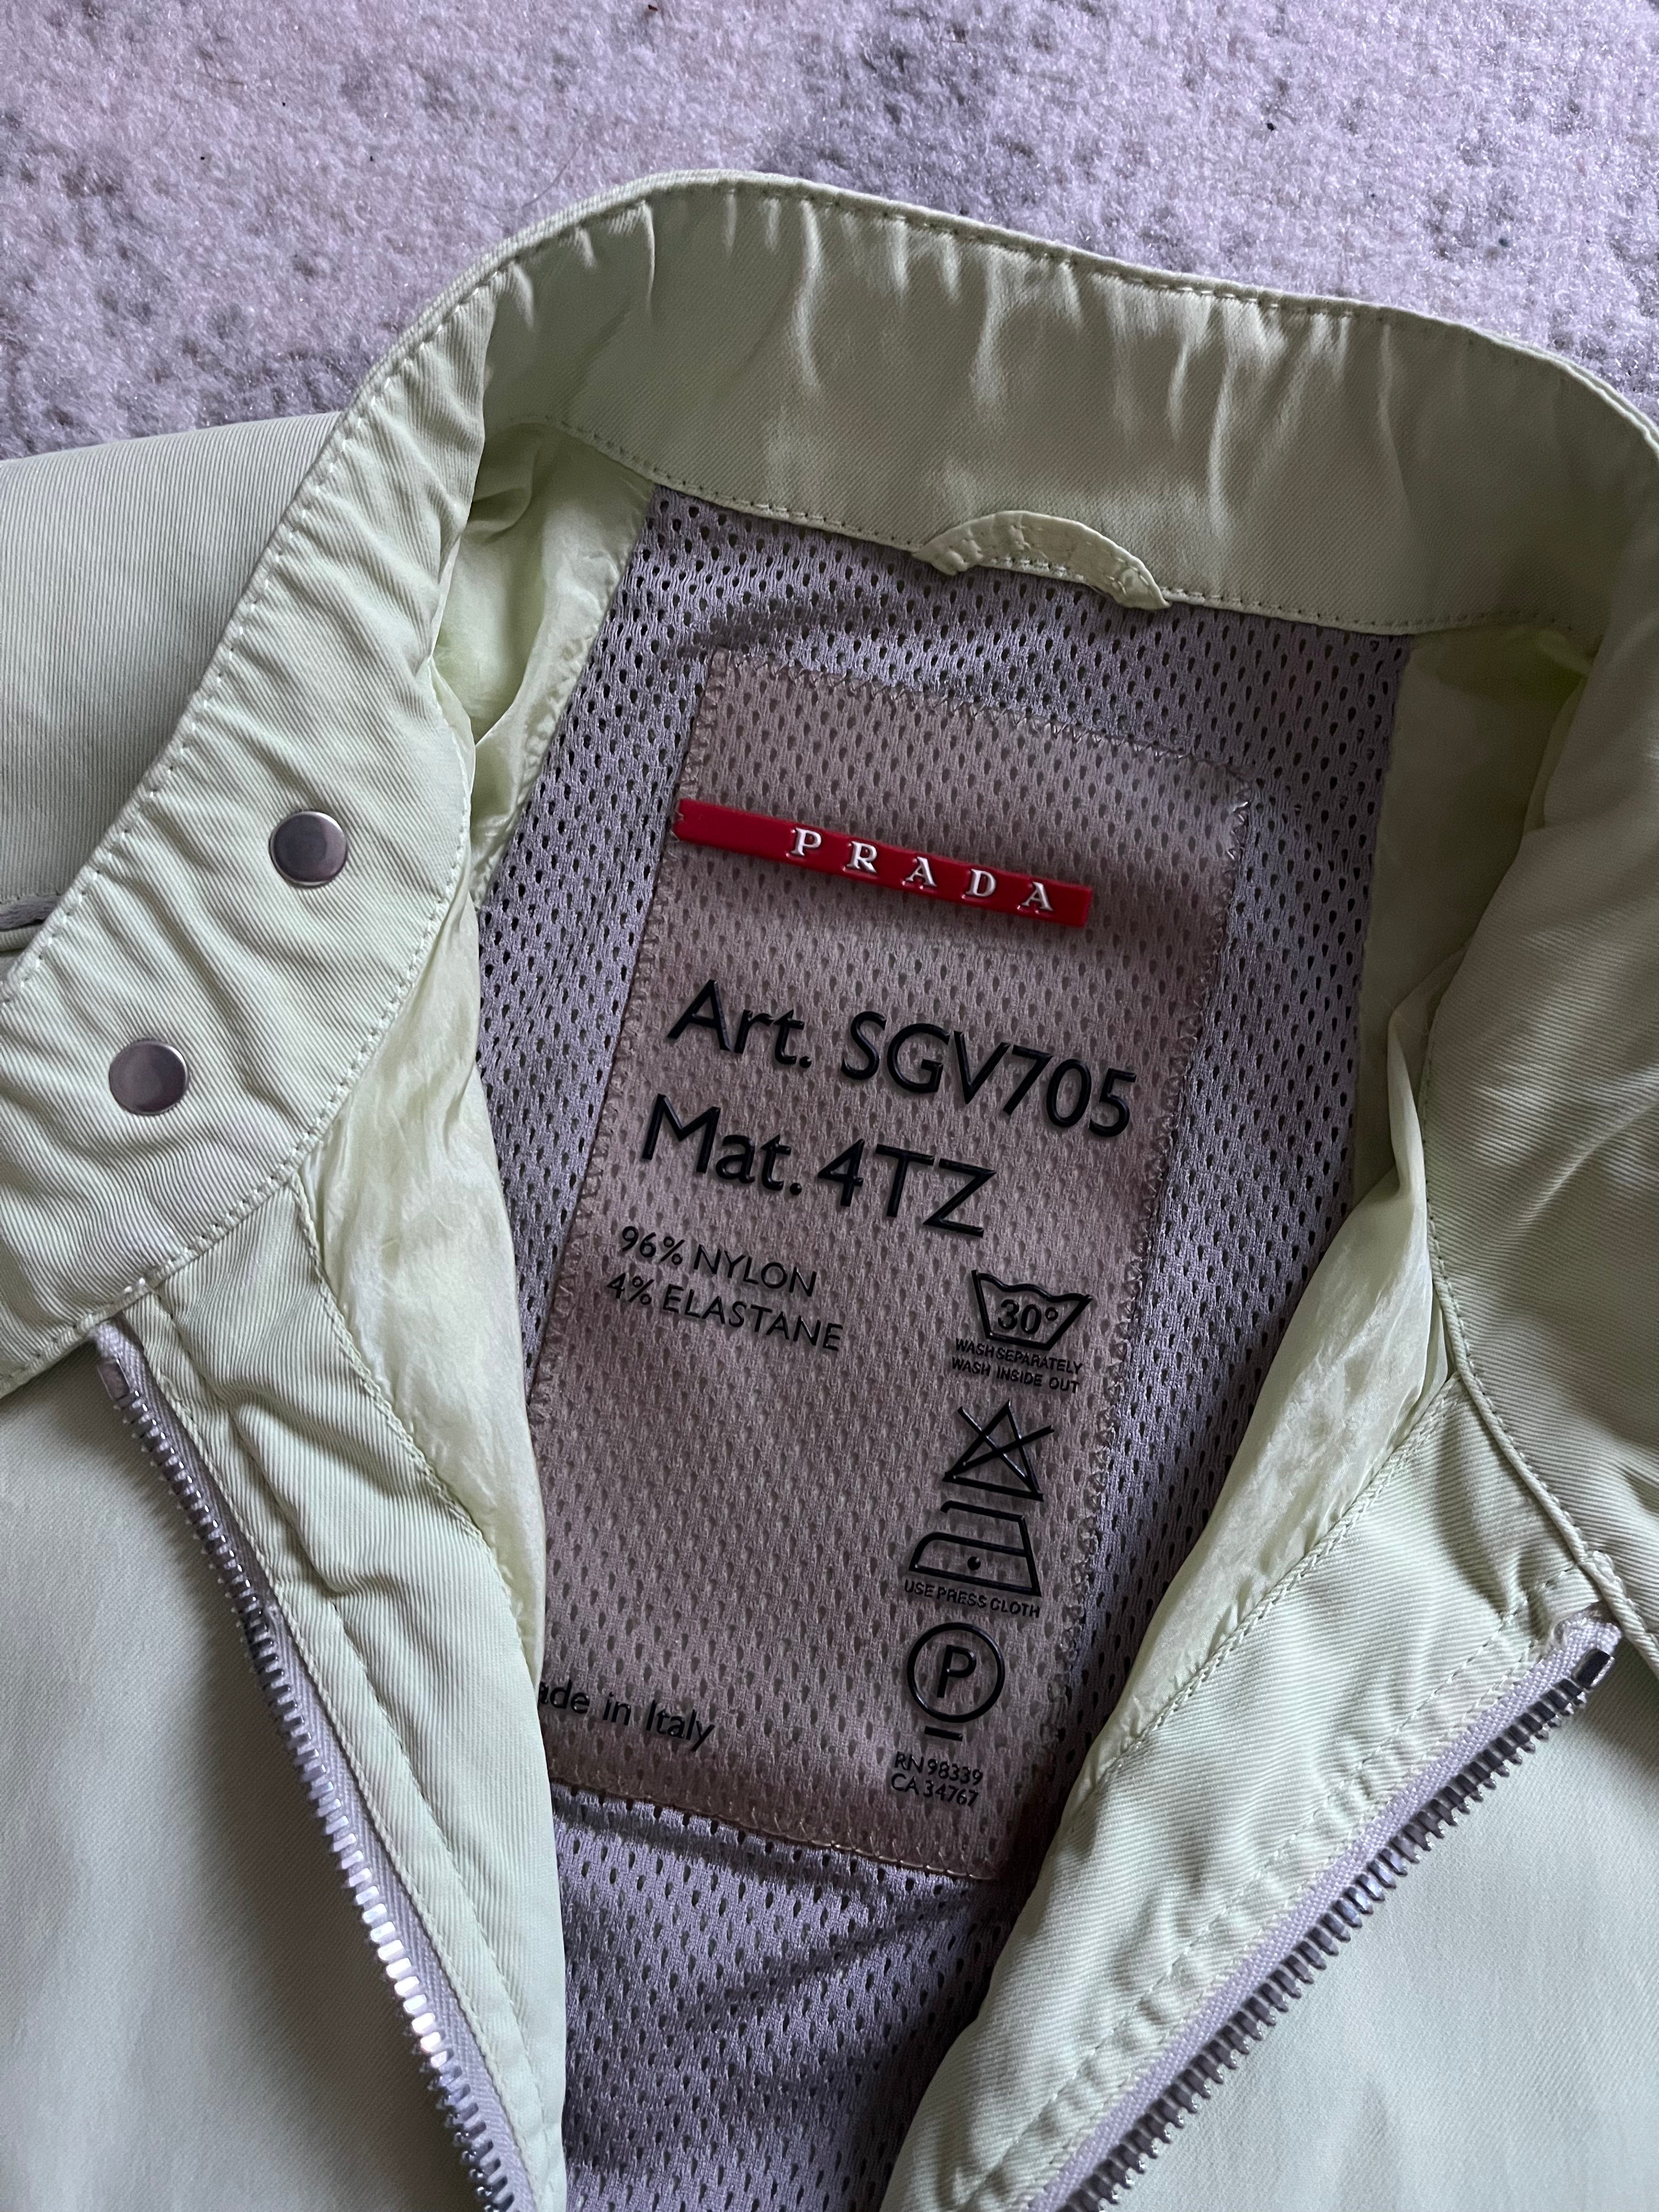 PRADA
Art. SGV705
Mat. 4TZ
96% NYLON
4% ELASTANE
30°
WASH SEPARATELY
WASH INSIDE OUT
USE PRESS CLOTH
P
ade in Italy
RN 98339
CA 34767